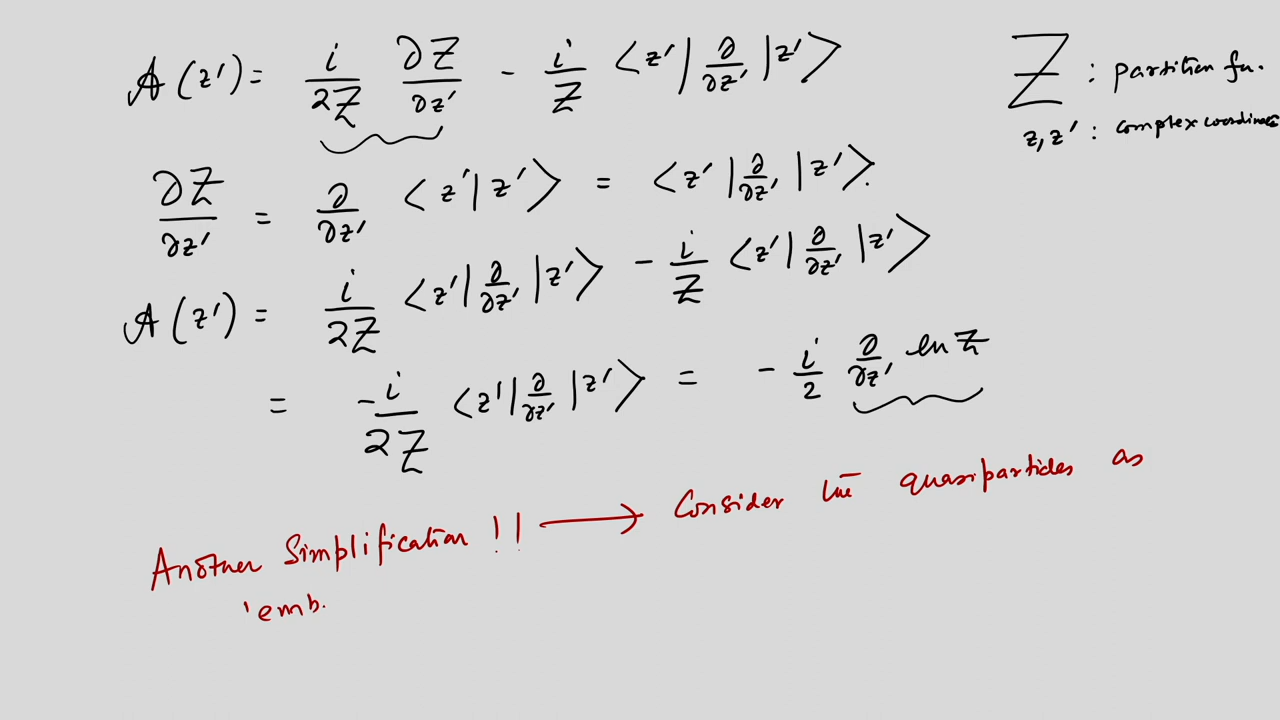 𝒜(z′) = i/2Z ∂Z/∂z′ - i/Z ⟨z′|∂/∂z′|z′⟩
Z : partition fn.
z, z′ : complex coordinates
∂Z/∂z′ = ∂/∂z′ ⟨z′|z′⟩ = ⟨z′|∂/∂z′|z′⟩.
𝒜(z′) = i/2Z ⟨z′|∂/∂z′|z′⟩ - i/Z ⟨z′|∂/∂z′|z′⟩
= -i/2Z ⟨z′|∂/∂z′|z′⟩ = - i/2 ∂/∂z′ ln Z
Another Simplification !! → Consider the quasiparticles as
'emb.